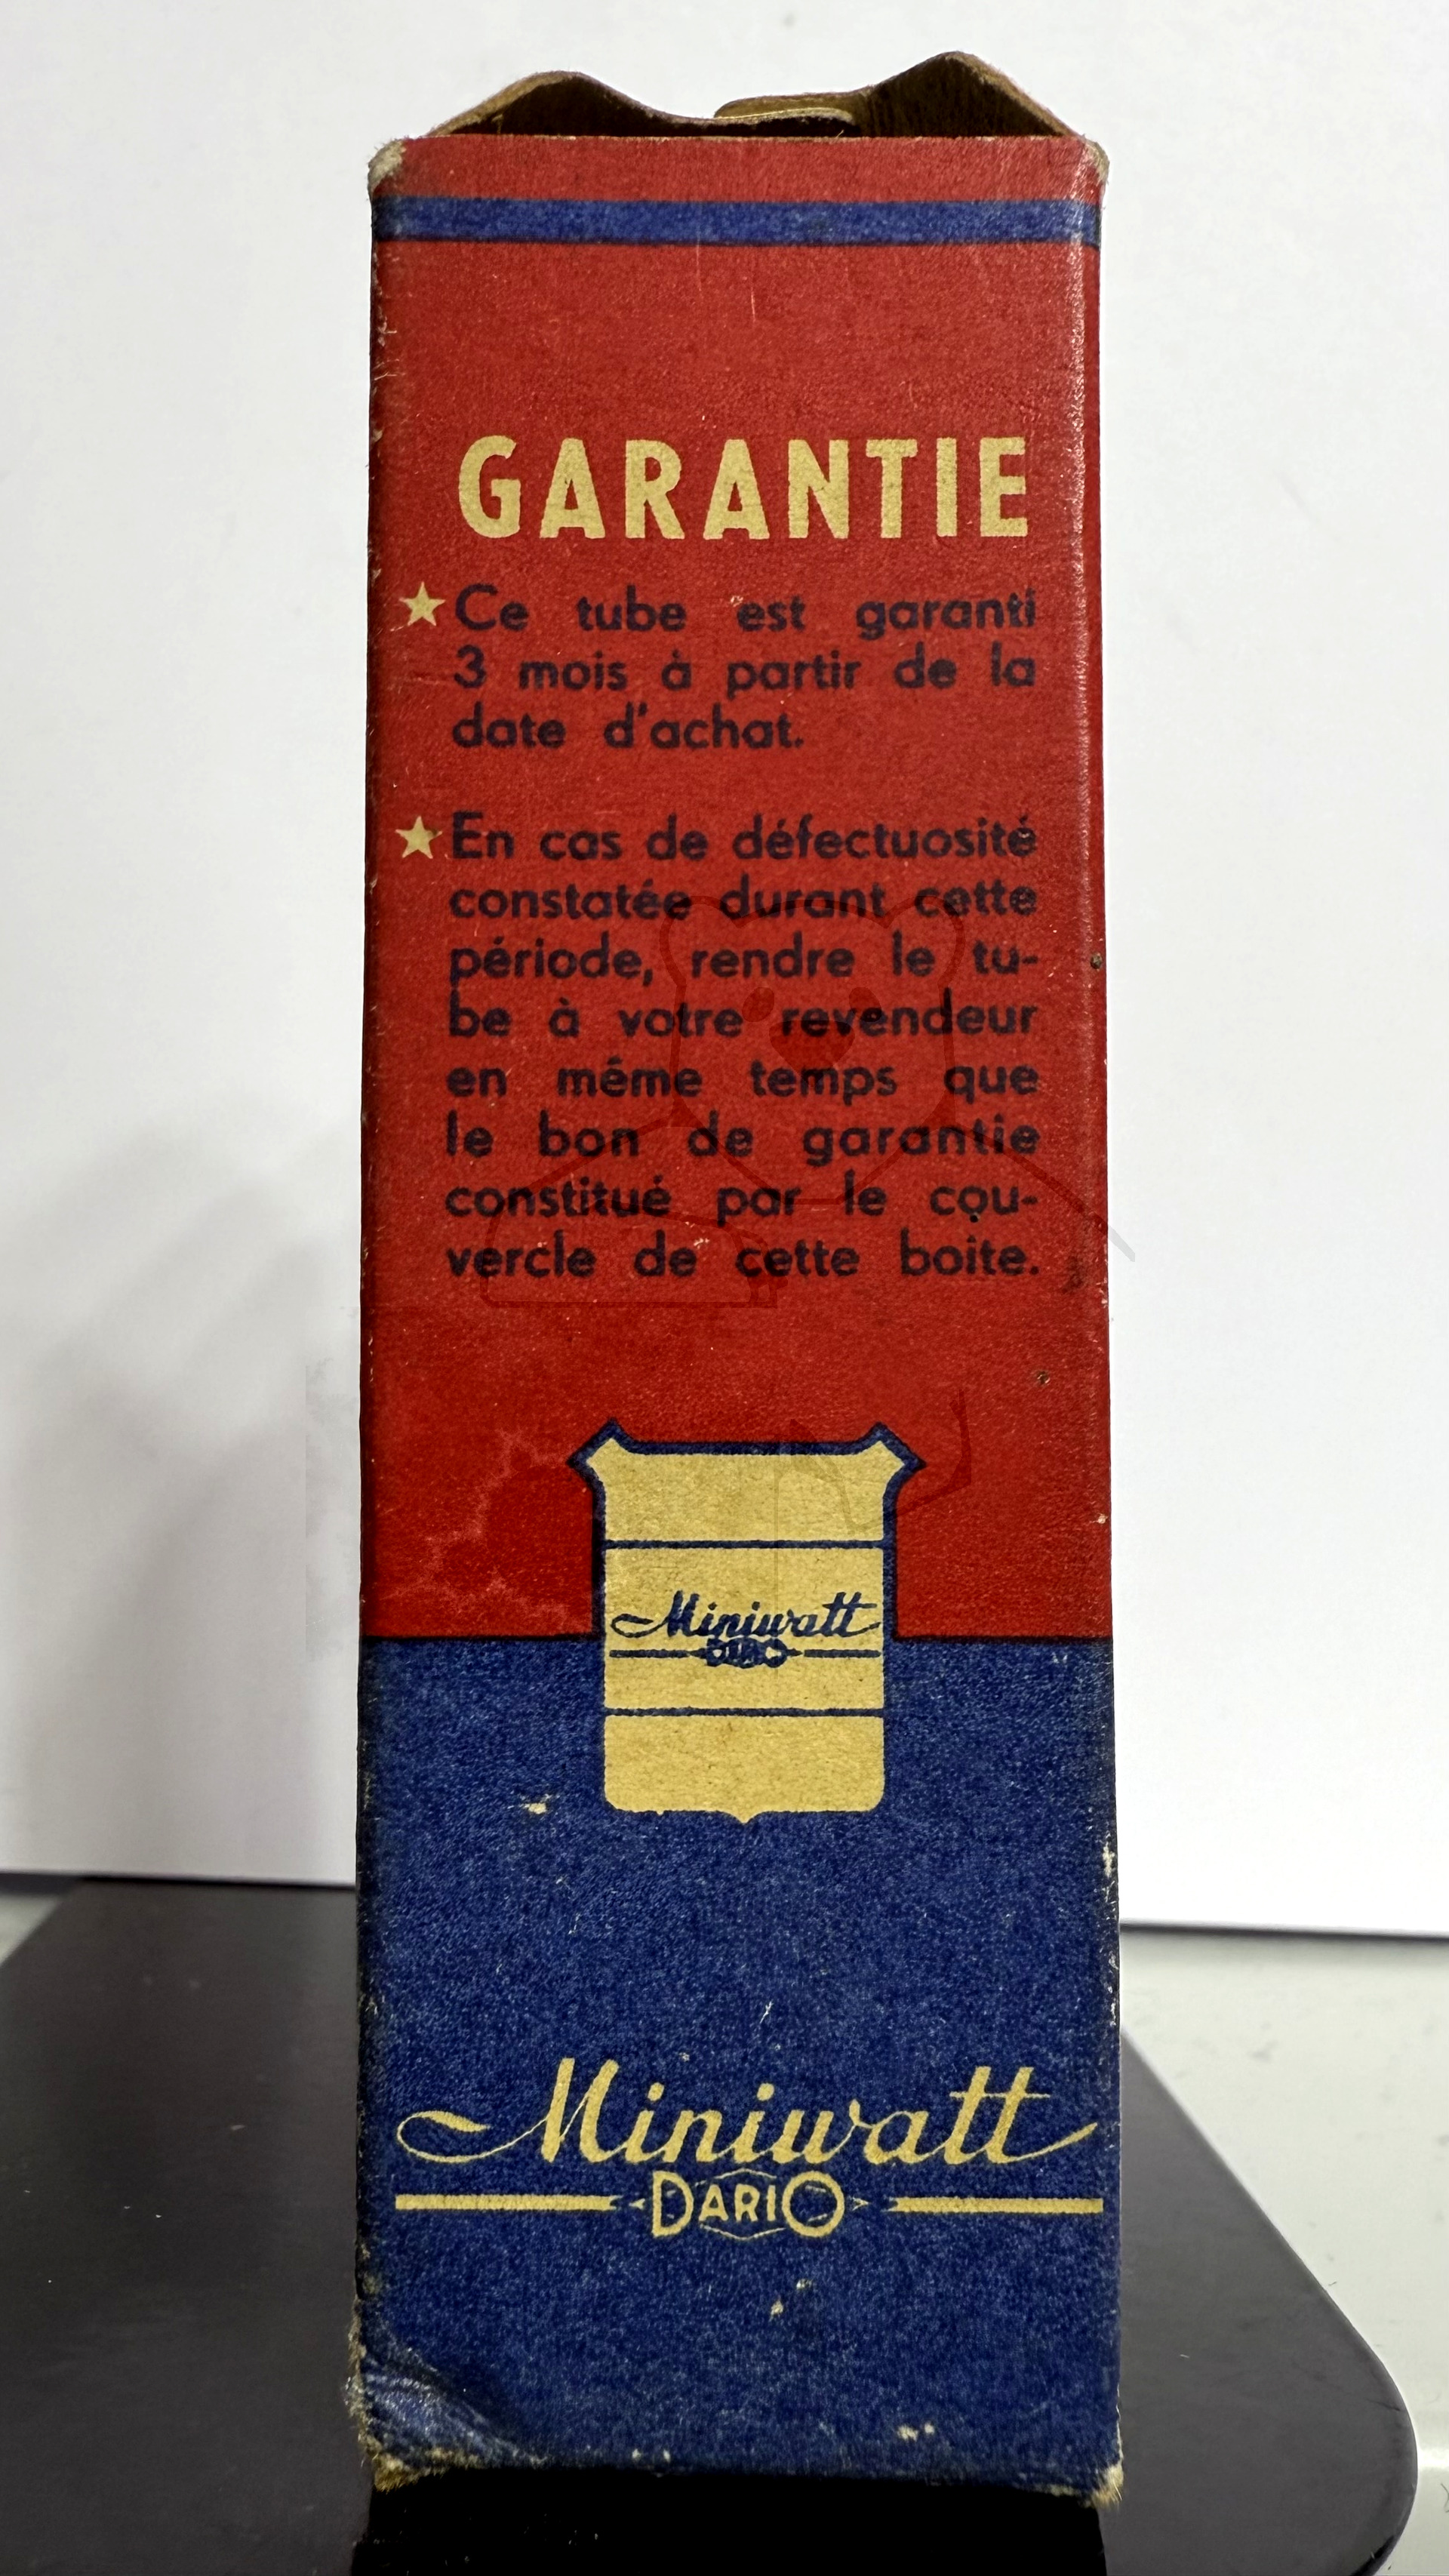 GARANTIE
★ Ce tube est garanti
3 mois à partir de la
date d'achat.
★ En cas de défectuosité
constatée durant cette
période, rendre le tu-
be à votre revendeur
en même temps que
le bon de garantie
constitué par le cou-
vercle de cette boite.
Miniwatt
DARIO
Miniwatt
DARIO